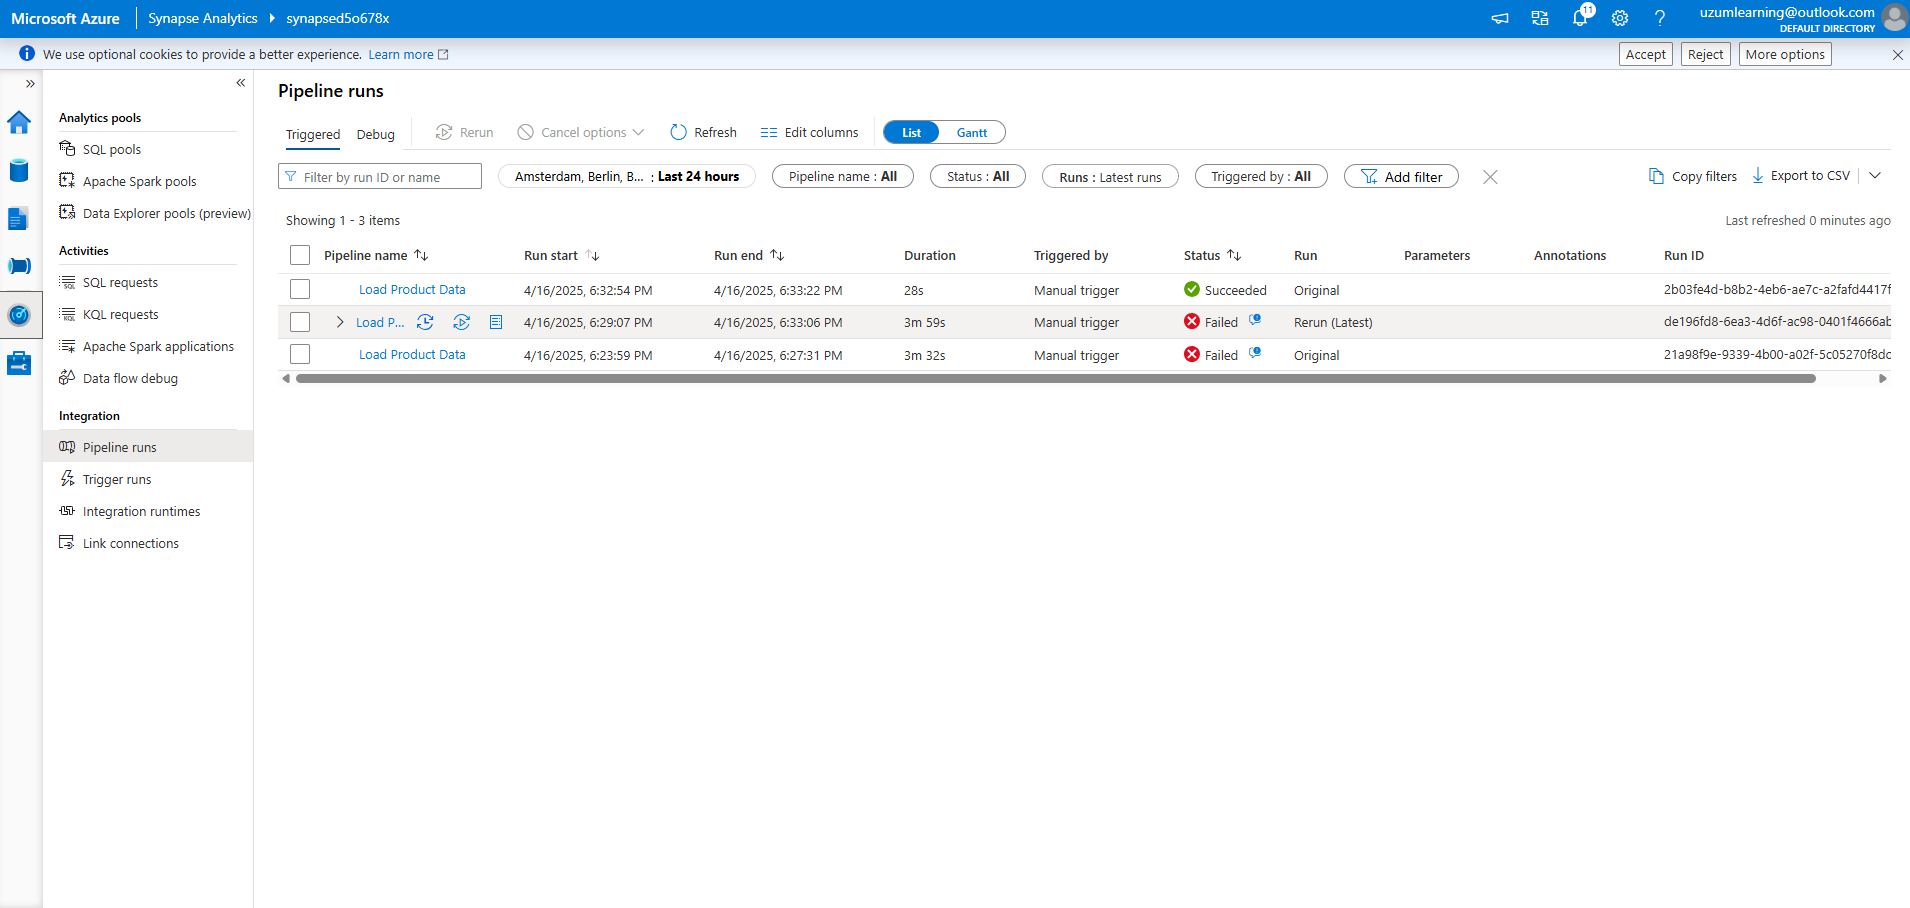 Microsoft Azure Synapse Analytics synapsed5o678x 11 uzumlearning@outlook.com
DEFAULT DIRECTORY
We use optional cookies to provide a better experience. Learn more Accept Reject More options
Pipeline runs
Analytics pools
SQL pools
Apache Spark pools
Data Explorer pools (preview)
Activities
SQL requests
KQL requests
Apache Spark applications
Data flow debug
Integration
Pipeline runs
Trigger runs
Integration runtimes
Link connections
Triggered Debug Rerun Cancel options Refresh Edit columns List Gantt
Filter by run ID or name Amsterdam, Berlin, B... : Last 24 hours Pipeline name : All Status : All Runs : Latest runs Triggered by : All Add filter Copy filters Export to CSV
Showing 1 - 3 items Last refreshed 0 minutes ago
Pipeline name Run start Run end Duration Triggered by Status Run Parameters Annotations Run ID
Load Product Data 4/16/2025, 6:32:54 PM 4/16/2025, 6:33:22 PM 28s Manual trigger Succeeded Original 2b03fe4d-b8b2-4eb6-ae7c-a2fafd4417f
Load P... 4/16/2025, 6:29:07 PM 4/16/2025, 6:33:06 PM 3m 59s Manual trigger Failed Rerun (Latest) de196fd8-6ea3-4d6f-ac98-0401f4666ab
Load Product Data 4/16/2025, 6:23:59 PM 4/16/2025, 6:27:31 PM 3m 32s Manual trigger Failed Original 21a98f9e-9339-4b00-a02f-5c05270f8dc